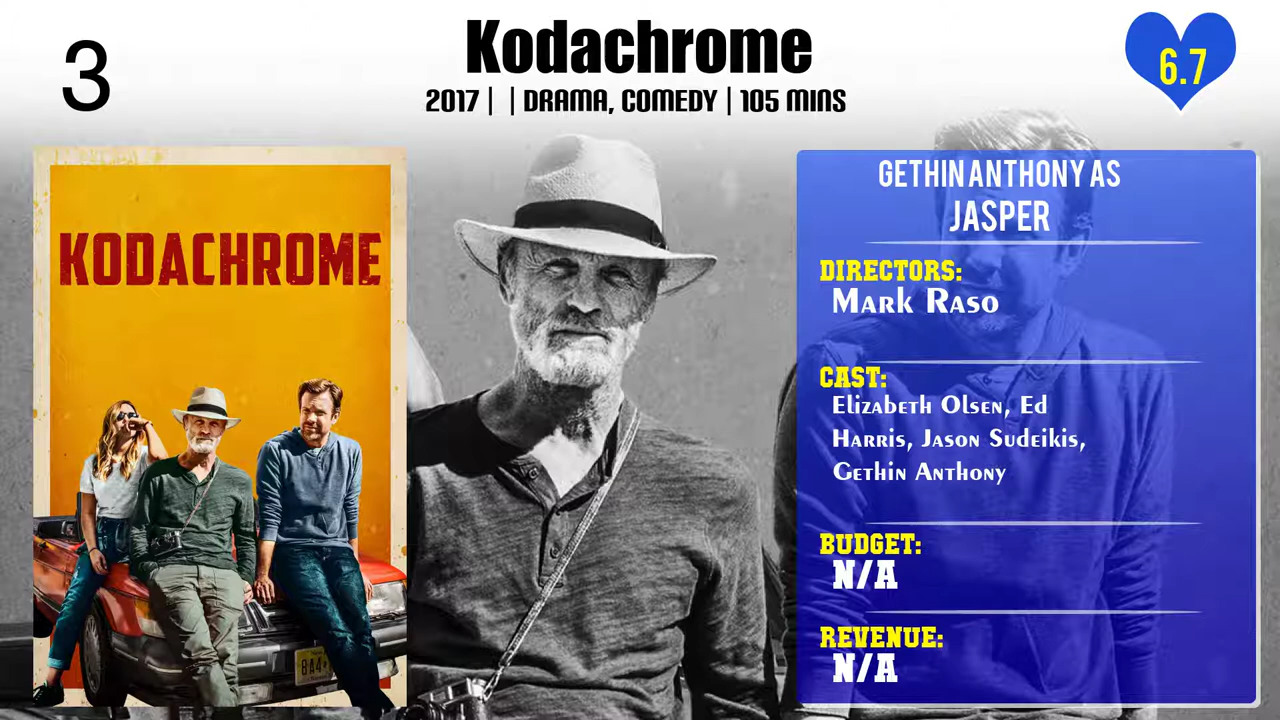 3
Kodachrome
2017 | | DRAMA, COMEDY | 105 MINS
6.7
KODACHROME
8A4
GETHIN ANTHONY AS
JASPER
DIRECTORS:
Mark Raso
CAST:
Elizabeth Olsen, Ed
Harris, Jason Sudeikis,
Gethin Anthony
BUDGET:
N/A
REVENUE:
N/A